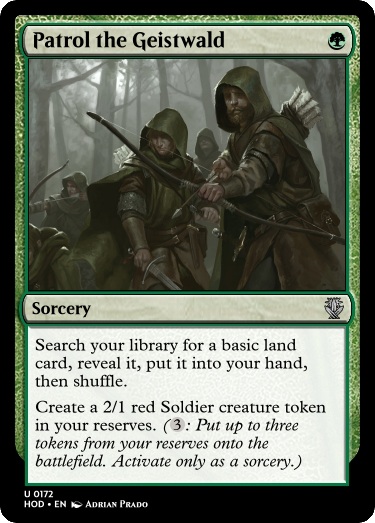 Patrol the Geistwald
Sorcery
Search your library for a basic land
card, reveal it, put it into your hand,
then shuffle.
Create a 2/1 red Soldier creature token
in your reserves. (3: Put up to three
tokens from your reserves onto the
battlefield. Activate only as a sorcery.)
U 0172
HOD • EN Adrian Prado